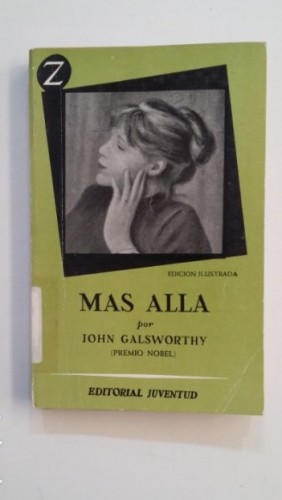 Z
EDICION ILUSTRADA
MAS ALLA
por
JOHN GALSWORTHY
(PREMIO NOBEL)
EDITORIAL JUVENTUD